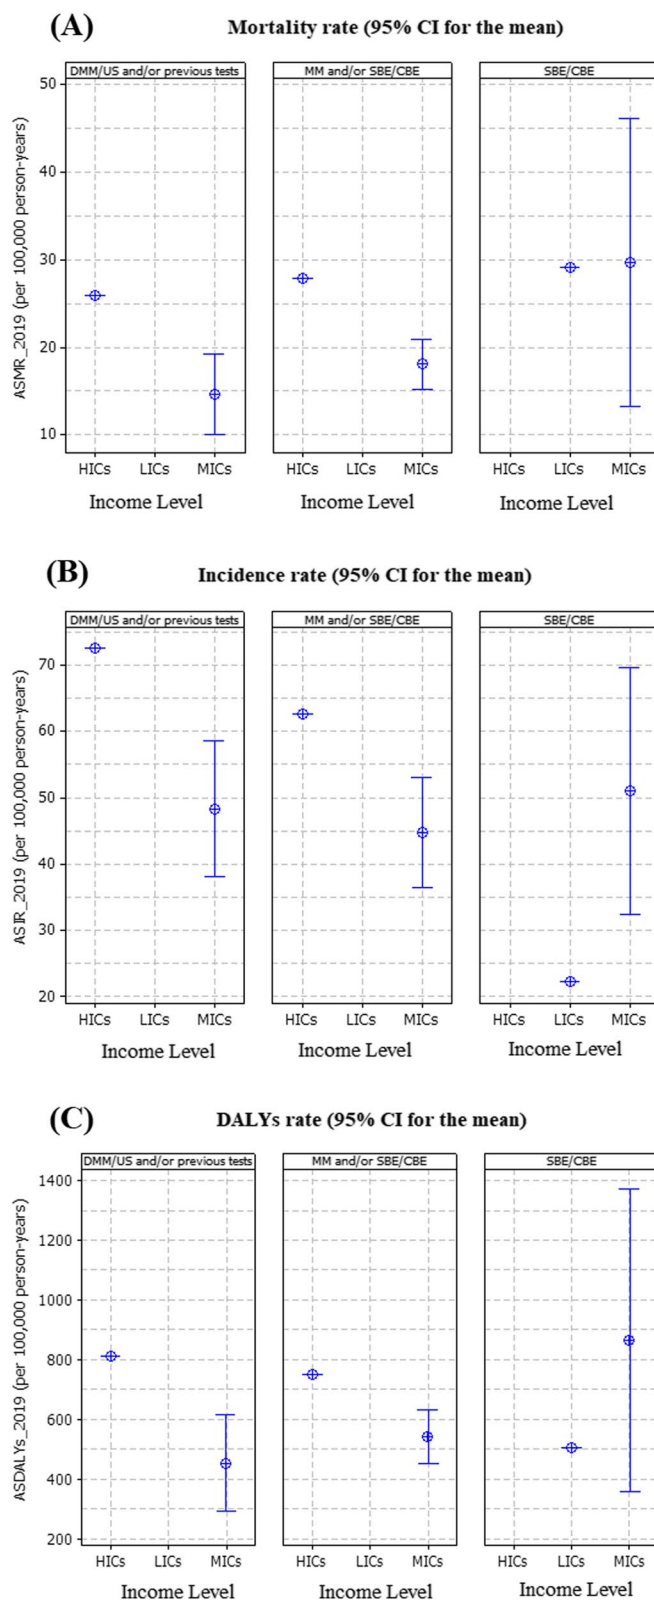 (A) Mortality rate (95% CI for the mean)
DMM/US and/or previous tests MM and/or SBE/CBE SBE/CBE
ASMR_2019 (per 100,000 person-years)
50
40
30
20
10
HICs LICs MICs HICs LICs MICs HICs LICs MICs
Income Level Income Level Income Level
(B) Incidence rate (95% CI for the mean)
DMM/US and/or previous tests MM and/or SBE/CBE SBE/CBE
ASIR_2019 (per 100,000 person-years)
70
60
50
40
30
20
HICs LICs MICs HICs LICs MICs HICs LICs MICs
Income Level Income Level Income Level
(C) DALYs rate (95% CI for the mean)
DMM/US and/or previous tests MM and/or SBE/CBE SBE/CBE
ASDALYs_2019 (per 100,000 person-years)
1400
1200
1000
800
600
400
200
HICs LICs MICs HICs LICs MICs HICs LICs MICs
Income Level Income Level Income Level